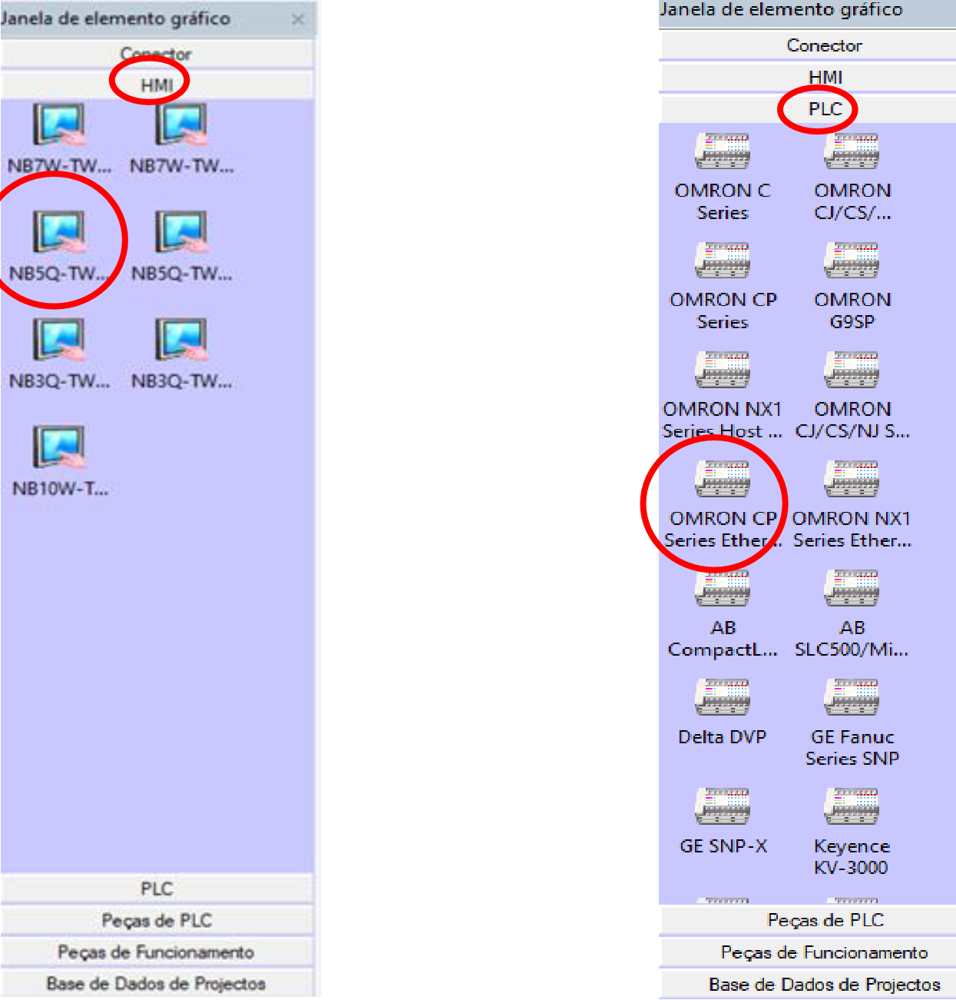 Janela de elemento gráfico
Conector
HMI
NB7W-TW... NB7W-TW...
NB5Q-TW... NB5Q-TW...
NB3Q-TW... NB3Q-TW...
NB10W-T...
PLC
Peças de PLC
Peças de Funcionamento
Base de Dados de Projectos
Janela de elemento gráfico
Conector
HMI
PLC
OMRON C OMRON
Series CJ/CS/...
OMRON CP OMRON
Series G9SP
OMRON NX1 OMRON
Series Host ... CJ/CS/NJ S...
OMRON CP OMRON NX1
Series Ether... Series Ether...
AB AB
CompactL... SLC500/Mi...
Delta DVP GE Fanuc
Series SNP
GE SNP-X Keyence
KV-3000
Peças de PLC
Peças de Funcionamento
Base de Dados de Projectos